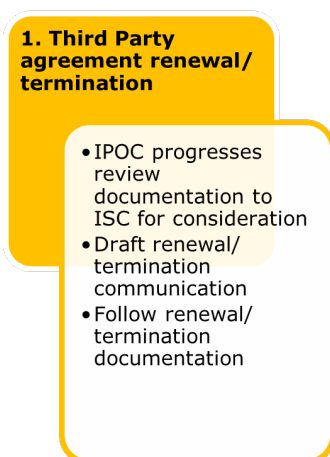 1. Third Party
agreement renewal/
termination
•IPOC progresses
review
documentation to
ISC for consideration
•Draft renewal/
termination
communication
•Follow renewal/
termination
documentation